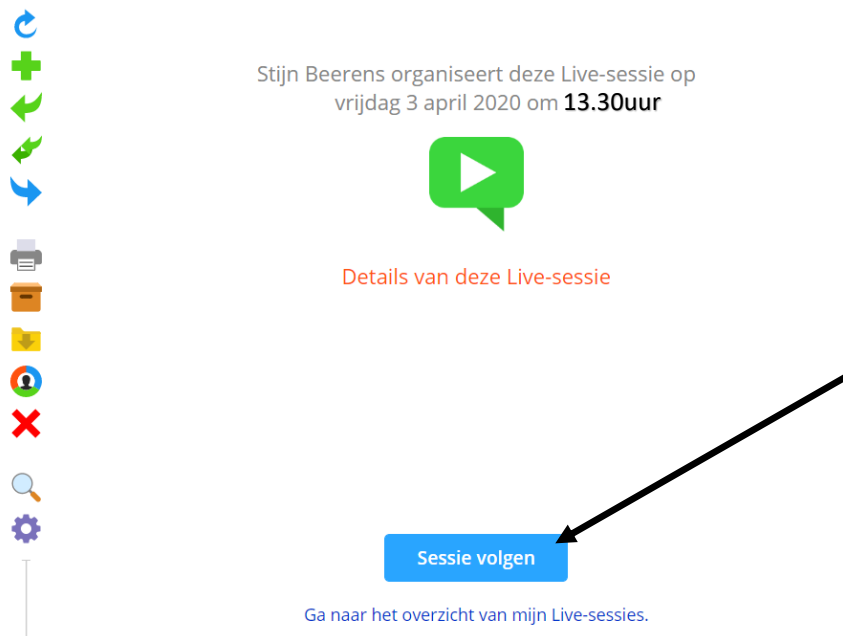 Stijn Beerens organiseert deze Live-sessie op
vrijdag 3 april 2020 om 13.30uur
Details van deze Live-sessie
Sessie volgen
Ga naar het overzicht van mijn Live-sessies.